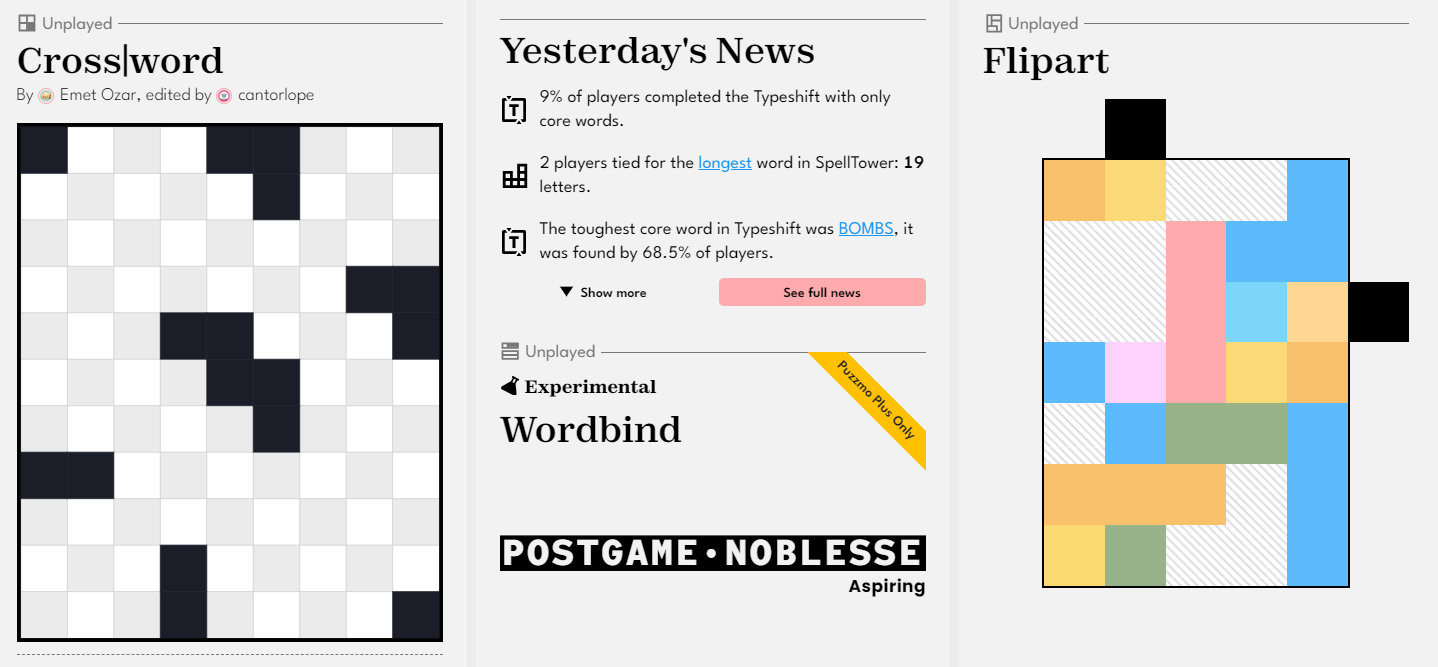 Unplayed
Cross|word
By Emet Ozar, edited by cantorlope
Yesterday's News
9% of players completed the Typeshift with only
core words.
2 players tied for the longest word in SpellTower: 19
letters.
The toughest core word in Typeshift was BOMBS, it
was found by 68.5% of players.
▼ Show more
See full news
Unplayed
Experimental
Puzzmo Plus Only
Wordbind
POSTGAME•NOBLESSE
Aspiring
Unplayed
Flipart